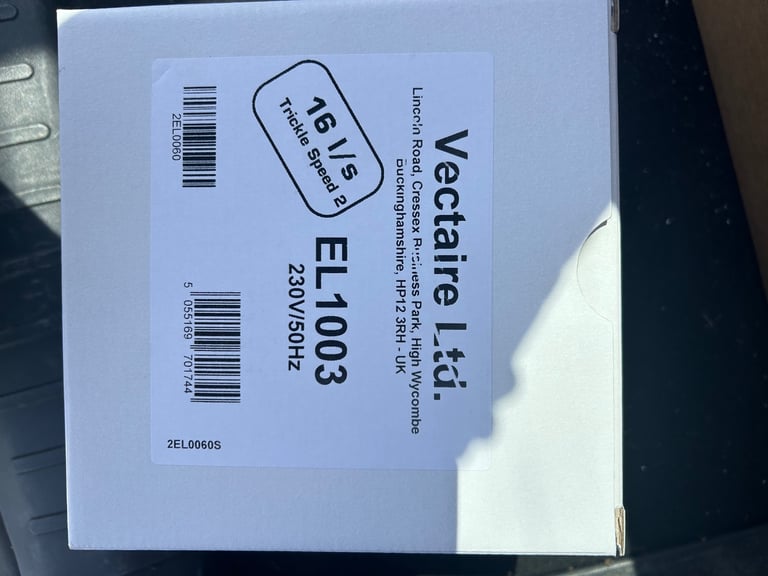 Vectaire Ltd.
Lincoln Road, Cressex Business Park, High Wycombe
Buckinghamshire, HP12 3RH - UK
16 l/s
Trickle Speed 2
EL1003
230V/50Hz
2EL0060
5 055169 701744
2EL0060S